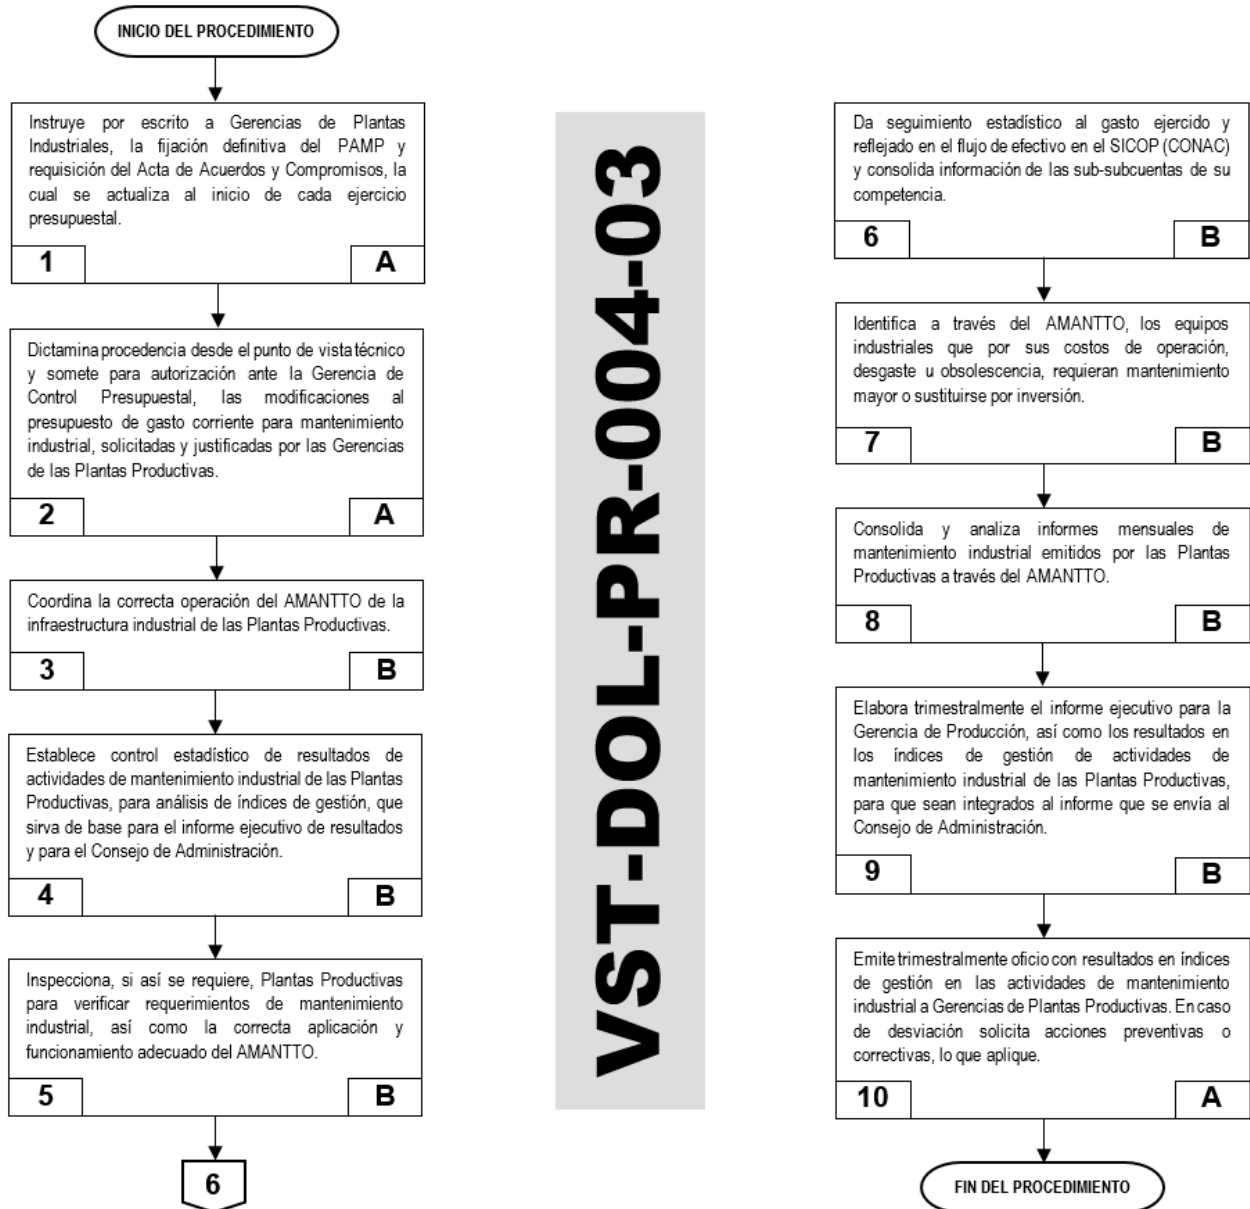 INICIO DEL PROCEDIMIENTO
Instruye por escrito a Gerencias de Plantas
Industriales, la fijación definitiva del PAMP y
requisición del Acta de Acuerdos y Compromisos, la
cual se actualiza al inicio de cada ejercicio
presupuestal.
1
A
Dictamina procedencia desde el punto de vista técnico
y somete para autorización ante la Gerencia de
Control Presupuestal, las modificaciones al
presupuesto de gasto corriente para mantenimiento
industrial, solicitadas y justificadas por las Gerencias
de las Plantas Productivas.
2
A
Coordina la correcta operación del AMANTTO de la
infraestructura industrial de las Plantas Productivas.
3
B
Establece control estadístico de resultados de
actividades de mantenimiento industrial de las Plantas
Productivas, para análisis de índices de gestión, que
sirva de base para el informe ejecutivo de resultados
y para el Consejo de Administración.
4
B
Inspecciona, si así se requiere, Plantas Productivas
para verificar requerimientos de mantenimiento
industrial, así como la correcta aplicación y
funcionamiento adecuado del AMANTTO.
5
B
6
VST-DOL-PR-004-03
Da seguimiento estadístico al gasto ejercido y
reflejado en el flujo de efectivo en el SICOP (CONAC)
y consolida información de las sub-subcuentas de su
competencia.
6
B
Identifica a través del AMANTTO, los equipos
industriales que por sus costos de operación,
desgaste u obsolescencia, requieran mantenimiento
mayor o sustituirse por inversión.
7
B
Consolida y analiza informes mensuales de
mantenimiento industrial emitidos por las Plantas
Productivas a través del AMANTTO.
8
B
Elabora trimestralmente el informe ejecutivo para la
Gerencia de Producción, así como los resultados en
los índices de gestión de actividades de
mantenimiento industrial de las Plantas Productivas,
para que sean integrados al informe que se envía al
Consejo de Administración.
9
B
Emite trimestralmente oficio con resultados en índices
de gestión en las actividades de mantenimiento
industrial a Gerencias de Plantas Productivas. En caso
de desviación solicita acciones preventivas o
correctivas, lo que aplique.
10
A
FIN DEL PROCEDIMIENTO